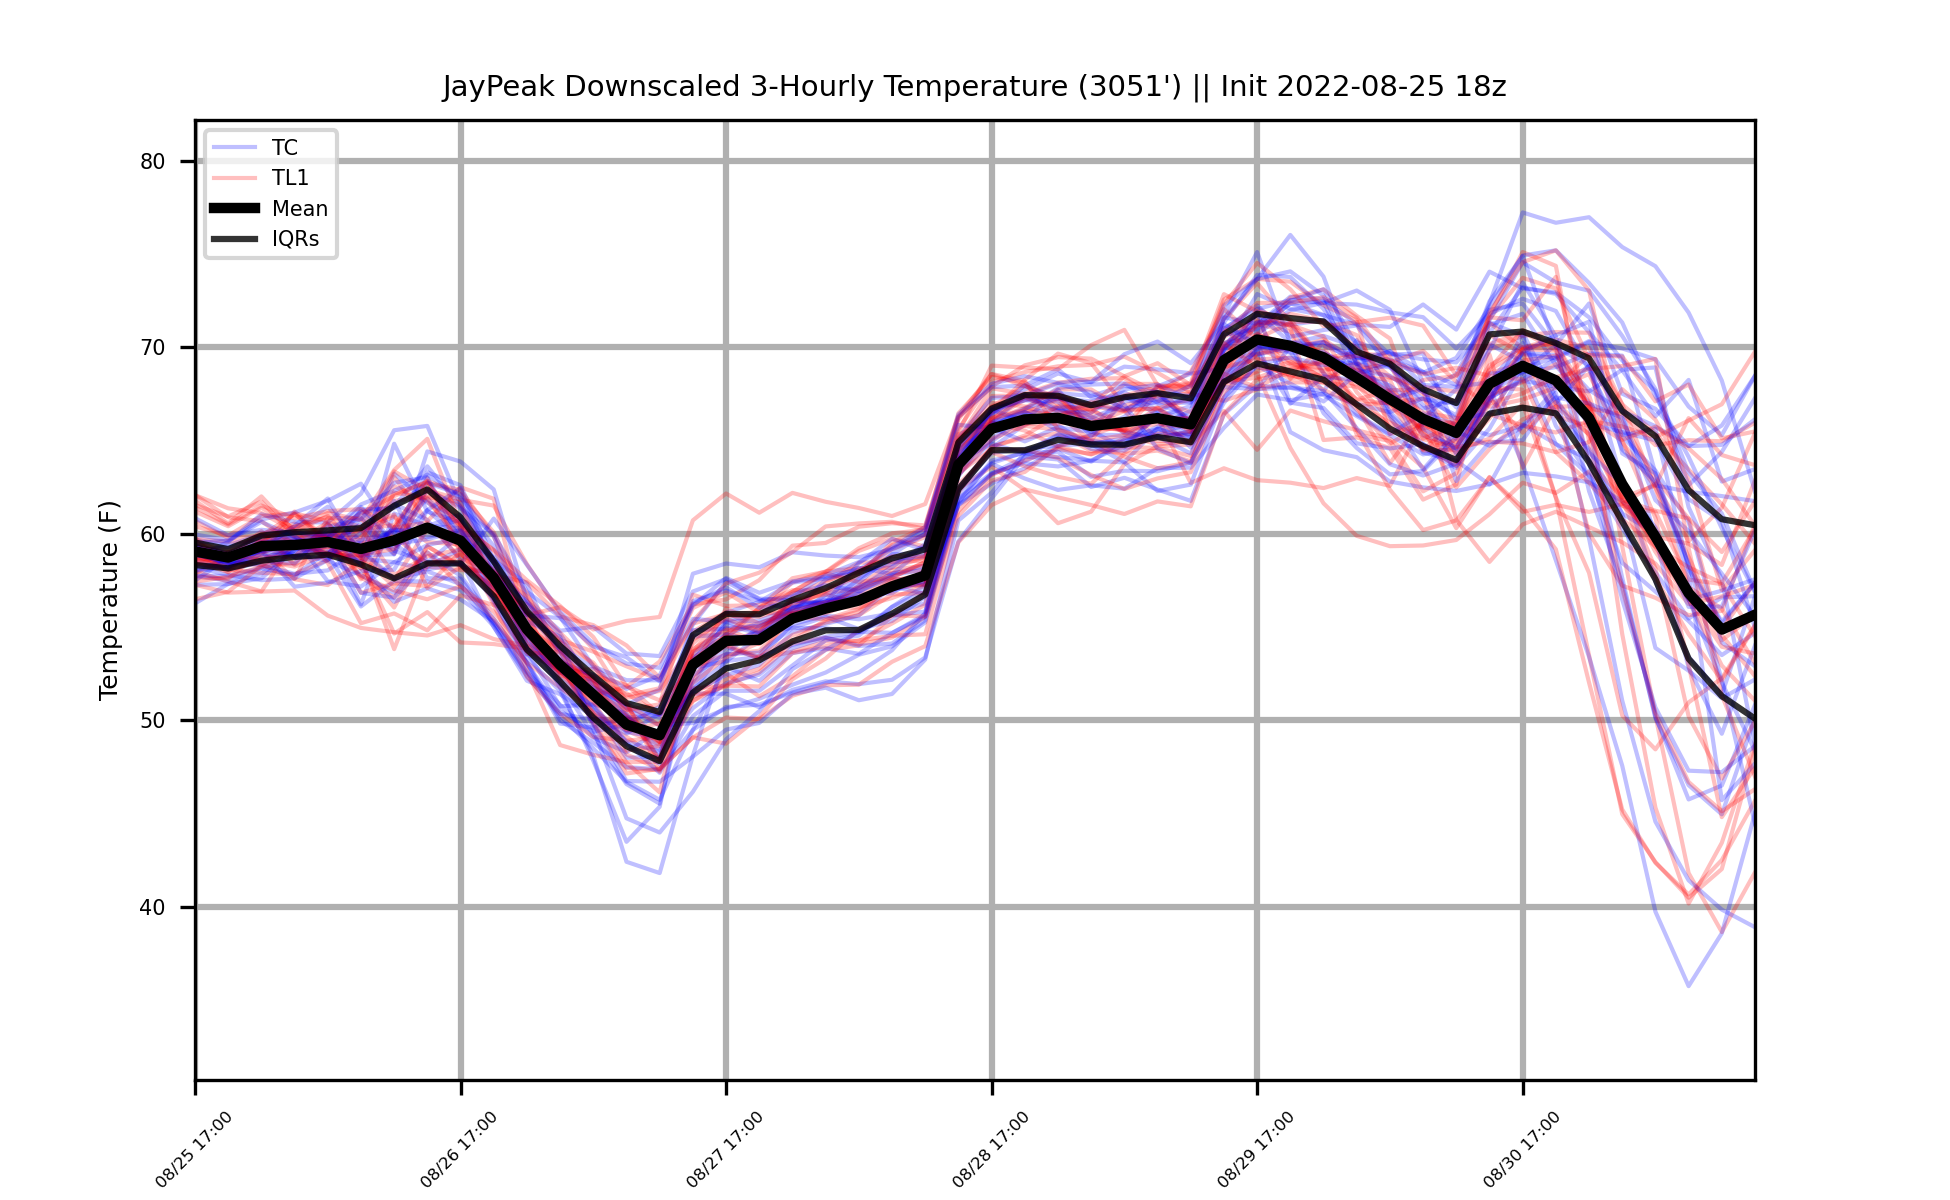 JayPeak Downscaled 3-Hourly Temperature (3051') || Init 2022-08-25 18z
TC
TL1
Mean
IQRs
Temperature (F)
80
70
60
50
40
08/25 17:00
08/26 17:00
08/27 17:00
08/28 17:00
08/29 17:00
08/30 17:00